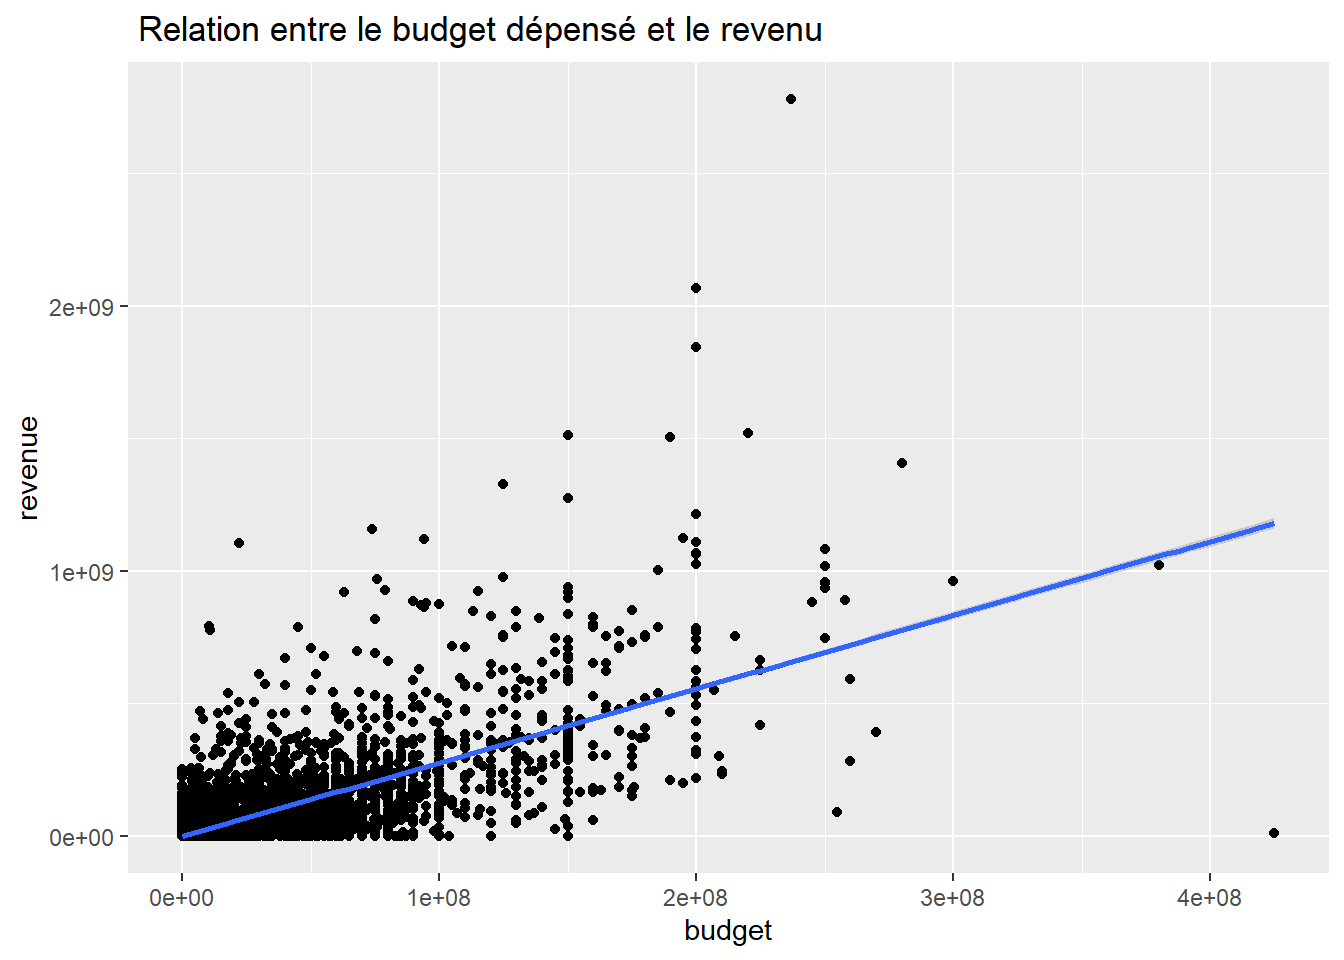 Relation entre le budget dépensé et le revenu
revenue
2e+09
1e+09
0e+00
0e+00 1e+08 2e+08 3e+08 4e+08
budget